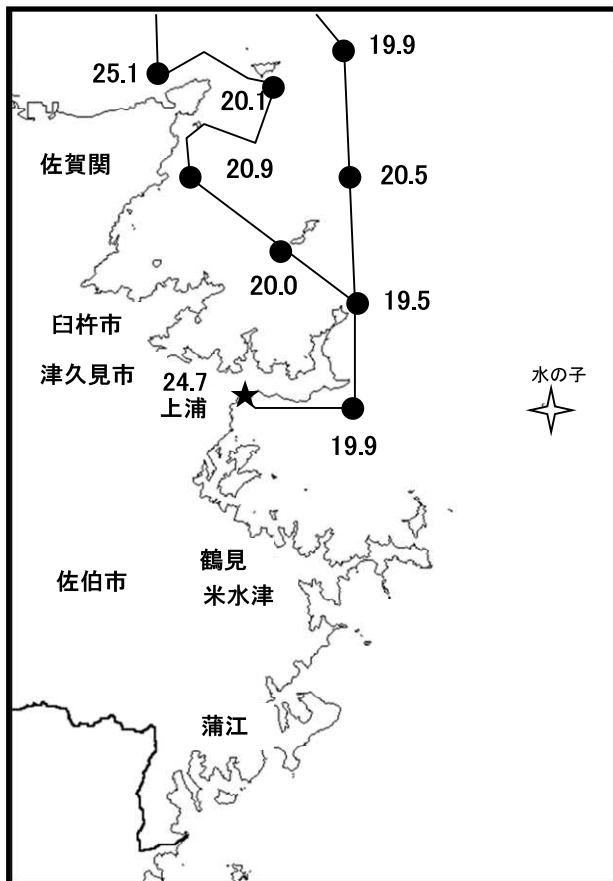 19.9
25.1
20.1
佐賀関
20.9
20.5
20.0
19.5
臼杵市
津久見市
24.7
上浦
水の子
19.9
鶴見
佐伯市
米水津
蒲江